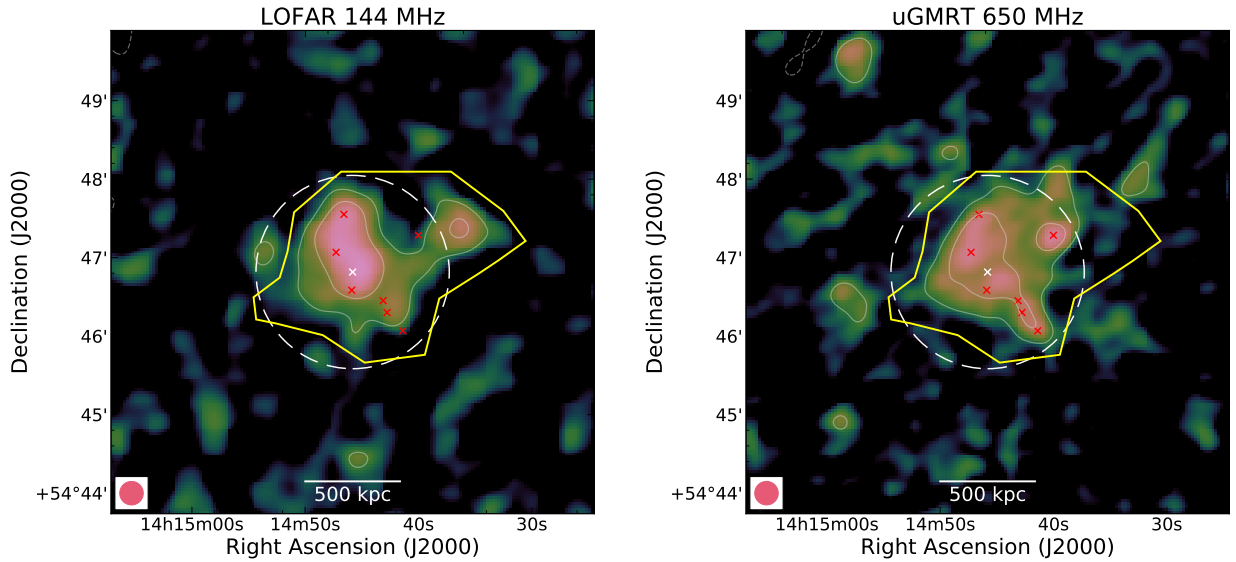 LOFAR 144 MHz
Declination (J2000)
49'
48'
47'
46'
45'
+54°44'
500 kpc
14h15m00s 14m50s 40s 30s
Right Ascension (J2000)
uGMRT 650 MHz
Declination (J2000)
49'
48'
47'
46'
45'
+54°44'
500 kpc
14h15m00s 14m50s 40s 30s
Right Ascension (J2000)